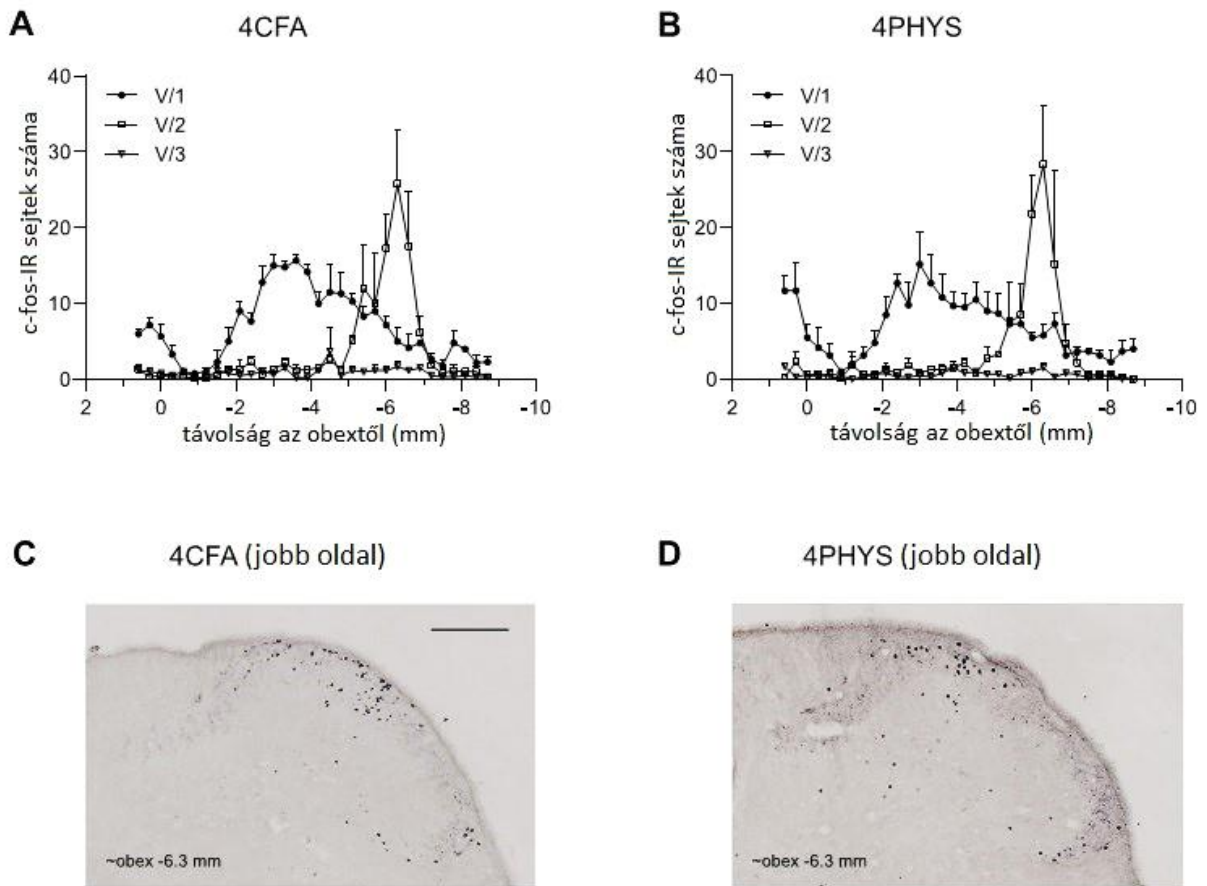 A
4CFA
40
30
20
10
0
2 0 -2 -4 -6 -8 -10
c-fos-IR sejtek száma
V/1
V/2
V/3
távolság az obextől (mm)
B
4PHYS
40
30
20
10
0
2 0 -2 -4 -6 -8 -10
c-fos-IR sejtek száma
V/1
V/2
V/3
távolság az obextől (mm)
C
4CFA (jobb oldal)
~obex -6.3 mm
D
4PHYS (jobb oldal)
~obex -6.3 mm